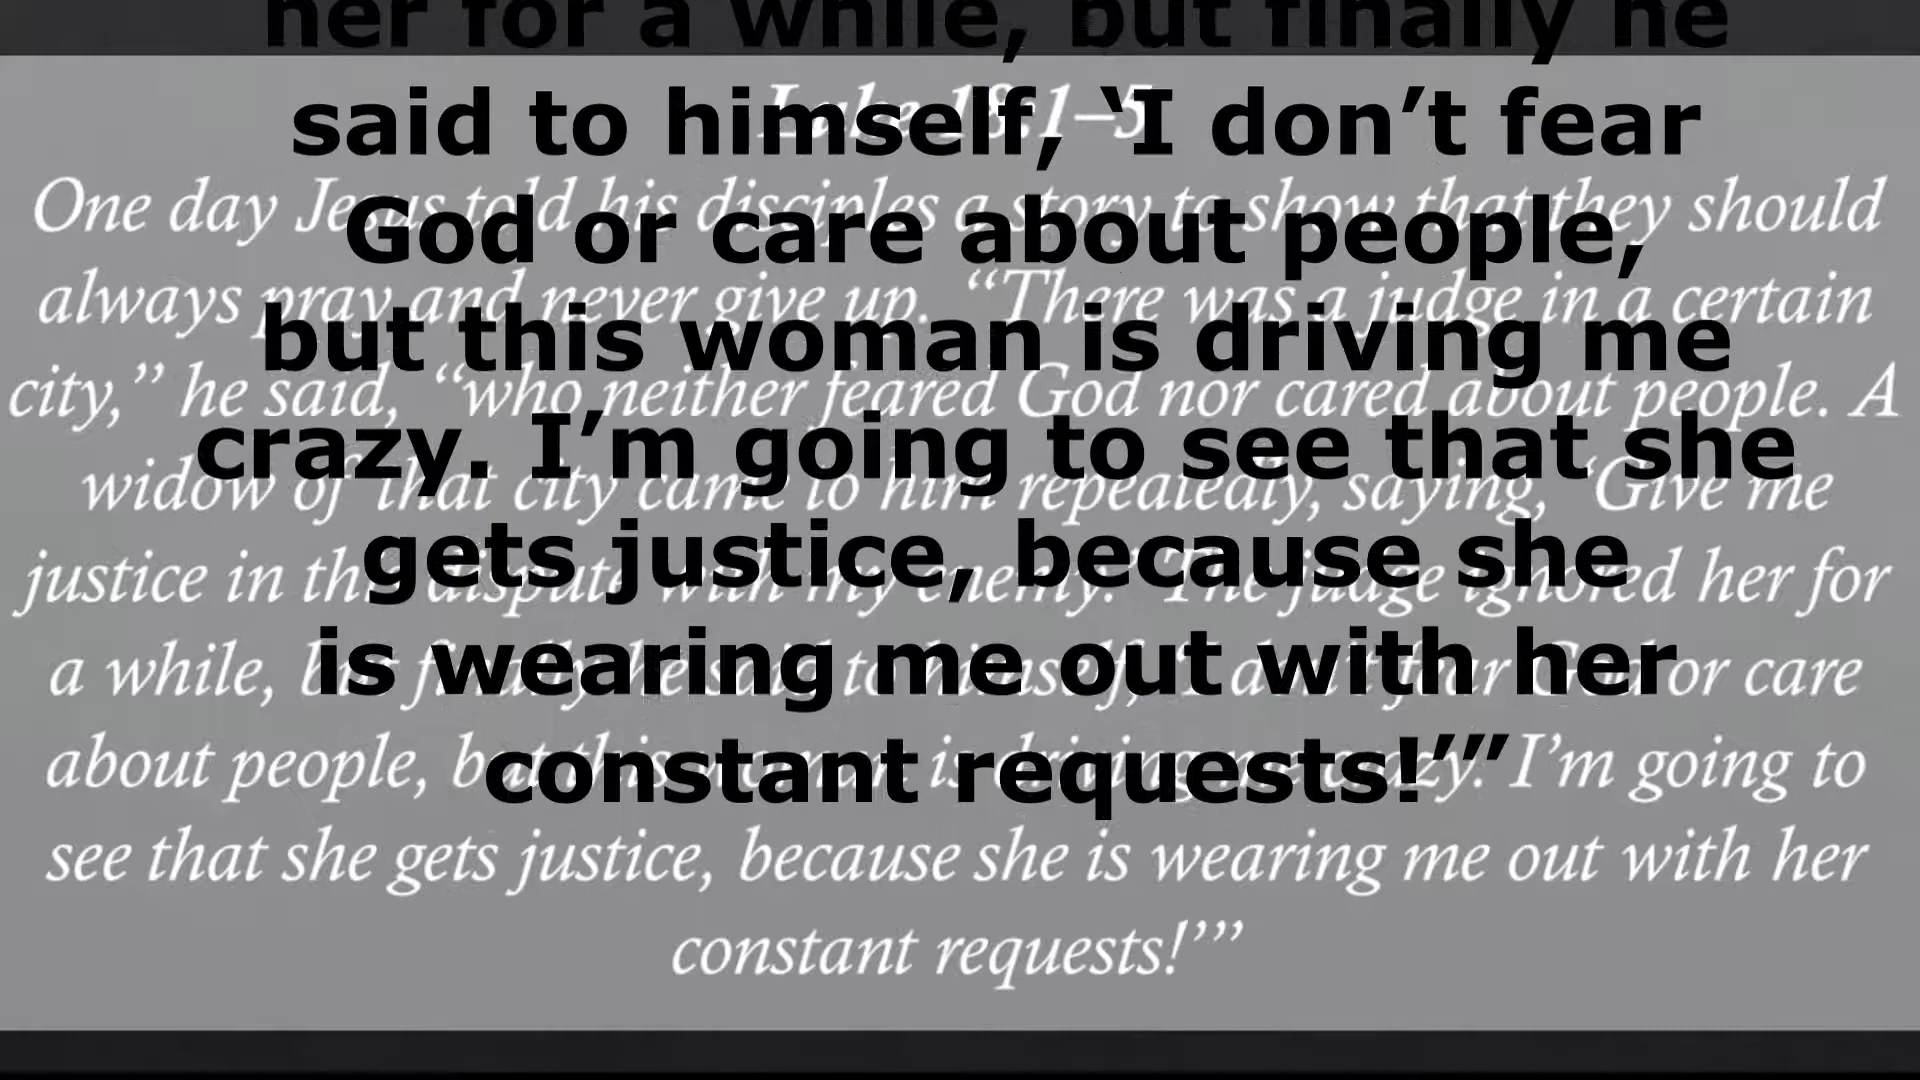 her for a while, but finally he
said to himself, ‘I don’t fear
God or care about people,
but this woman is driving me
crazy. I’m going to see that she
gets justice, because she
is wearing me out with her
constant requests!’”
Luke 18:1–5
One day Jesus told his disciples a story to show that they should
always pray and never give up. “There was a judge in a certain
city,” he said, “who neither feared God nor cared about people. A
widow of that city came to him repeatedly, saying, ‘Give me
justice in this dispute with my enemy.’ The judge ignored her for
a while, but finally he said to himself, ‘I don’t fear God or care
about people, but this woman is driving me crazy. I’m going to
see that she gets justice, because she is wearing me out with her
constant requests!’”